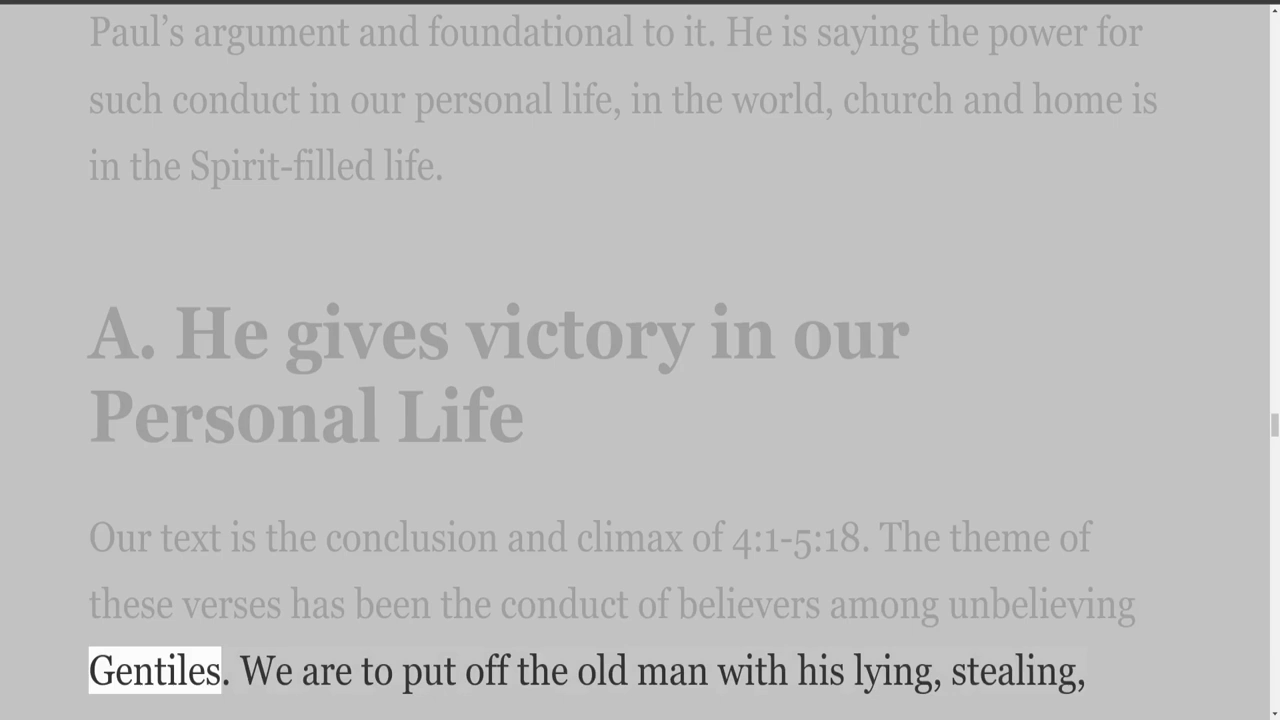 Paul’s argument and foundational to it. He is saying the power for
such conduct in our personal life, in the world, church and home is
in the Spirit-filled life.
A. He gives victory in our
Personal Life
Our text is the conclusion and climax of 4:1-5:18. The theme of
these verses has been the conduct of believers among unbelieving
Gentiles. We are to put off the old man with his lying, stealing,